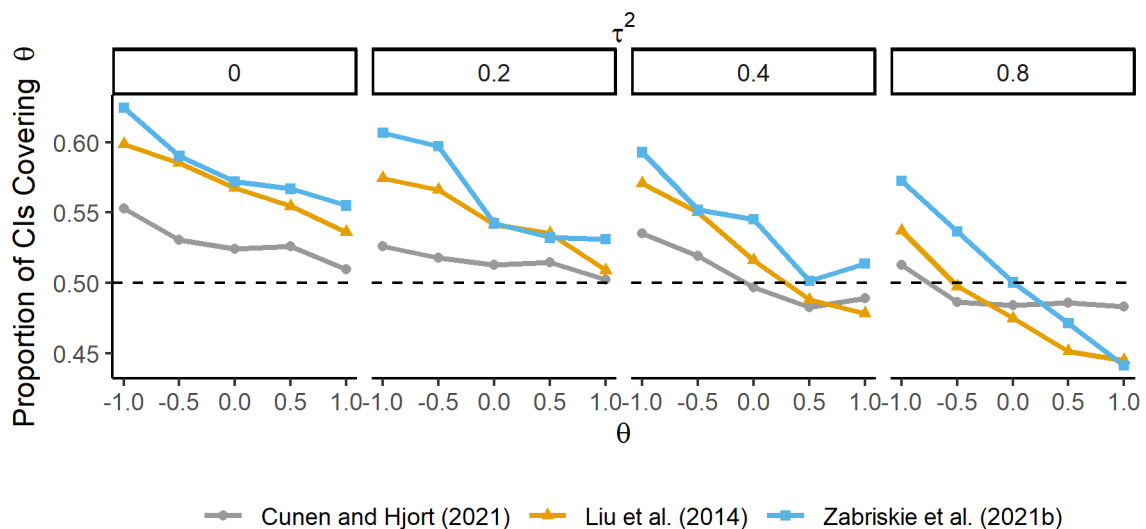 τ²
0 0.2 0.4 0.8
Proportion of CIs Covering θ
0.60
0.55
0.50
0.45
-1.0 -0.5 0.0 0.5 1.0 -1.0 -0.5 0.0 0.5 1.0 -1.0 -0.5 0.0 0.5 1.0 -1.0 -0.5 0.0 0.5 1.0
θ
Cunen and Hjort (2021) Liu et al. (2014) Zabriskie et al. (2021b)